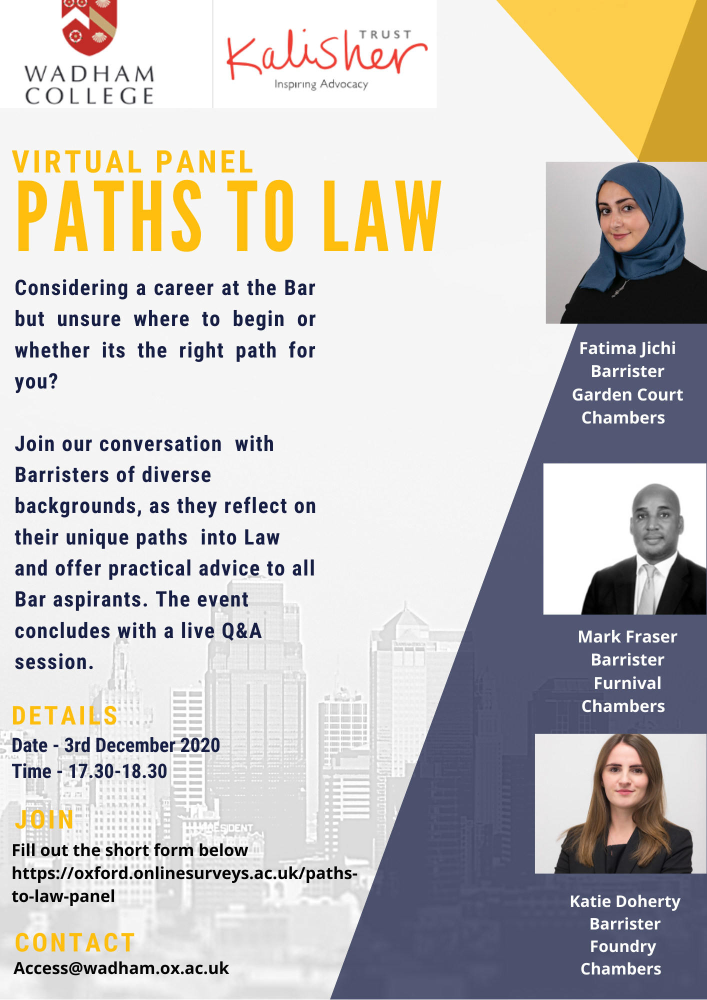 WADHAM
COLLEGE
TRUST
Kalisher
Inspiring Advocacy
VIRTUAL PANEL
PATHS TO LAW
Considering a career at the Bar
but unsure where to begin or
whether its the right path for
you?
Join our conversation with
Barristers of diverse
backgrounds, as they reflect on
their unique paths into Law
and offer practical advice to all
Bar aspirants. The event
concludes with a live Q&A
session.
DETAILS
Date - 3rd December 2020
Time - 17.30-18.30
JOIN
Fill out the short form below
https://oxford.onlinesurveys.ac.uk/paths-
to-law-panel
CONTACT
Access@wadham.ox.ac.uk
Fatima Jichi
Barrister
Garden Court
Chambers
Mark Fraser
Barrister
Furnival
Chambers
Katie Doherty
Barrister
Foundry
Chambers